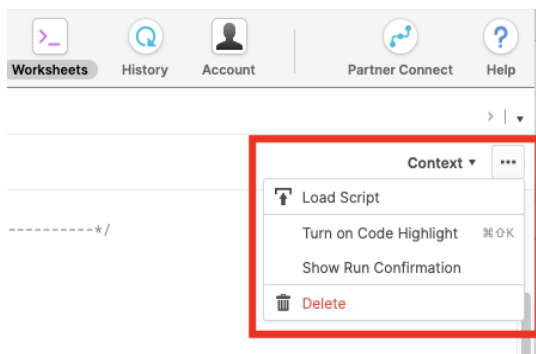 Worksheets History Account Partner Connect Help
Context
Load Script
----------*/
Turn on Code Highlight ⌘⇧K
Show Run Confirmation
Delete